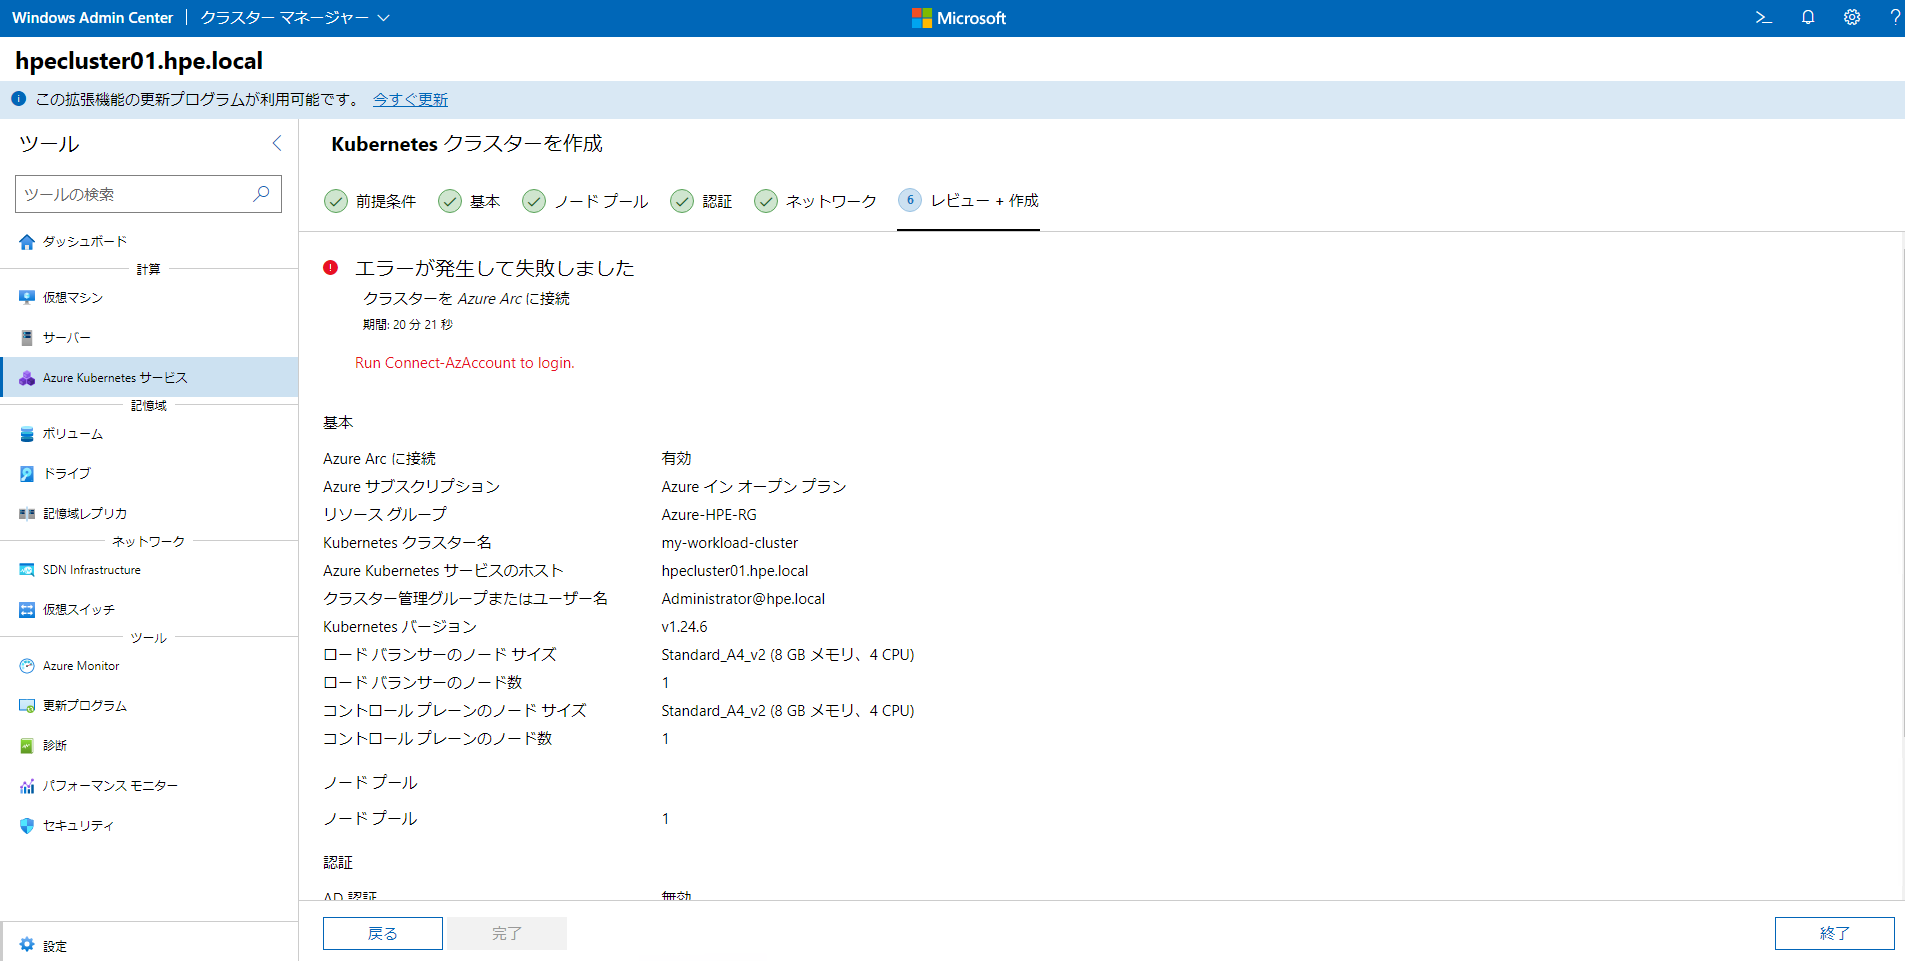 Windows Admin Center クラスター マネージャー Microsoft
hpecluster01.hpe.local
この拡張機能の更新プログラムが利用可能です。 今すぐ更新
ツール
ツールの検索
ダッシュボード
計算
仮想マシン
サーバー
Azure Kubernetes サービス
記憶域
ボリューム
ドライブ
記憶域レプリカ
ネットワーク
SDN Infrastructure
仮想スイッチ
ツール
Azure Monitor
更新プログラム
診断
パフォーマンス モニター
セキュリティ
設定
Kubernetes クラスターを作成
前提条件 基本 ノード プール 認証 ネットワーク 6 レビュー + 作成
エラーが発生して失敗しました
クラスターを Azure Arc に接続
期間: 20 分 21 秒
Run Connect-AzAccount to login.
基本
Azure Arc に接続 有効
Azure サブスクリプション Azure イン オープン プラン
リソース グループ Azure-HPE-RG
Kubernetes クラスター名 my-workload-cluster
Azure Kubernetes サービスのホスト hpecluster01.hpe.local
クラスター管理グループまたはユーザー名 Administrator@hpe.local
Kubernetes バージョン v1.24.6
ロード バランサーのノード サイズ Standard_A4_v2 (8 GB メモリ、4 CPU)
ロード バランサーのノード数 1
コントロール プレーンのノード サイズ Standard_A4_v2 (8 GB メモリ、4 CPU)
コントロール プレーンのノード数 1
ノード プール
ノード プール 1
認証
AD 認証 無効
戻る 完了 終了